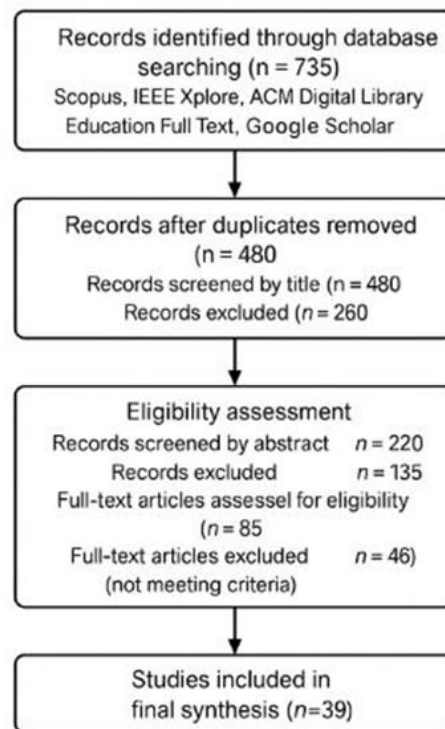 Records identified through database
searching (n = 735)
Scopus, IEEE Xplore, ACM Digital Library
Education Full Text, Google Scholar
Records after duplicates removed
(n = 480
Records screened by title (n = 480
Records excluded (n = 260
Eligibility assessment
Records screened by abstract n = 220
Records excluded n = 135
Full-text articles assessel for eligibility
(n = 85
Full-text articles excluded n = 46)
(not meeting criteria)
Studies included in
final synthesis (n=39)